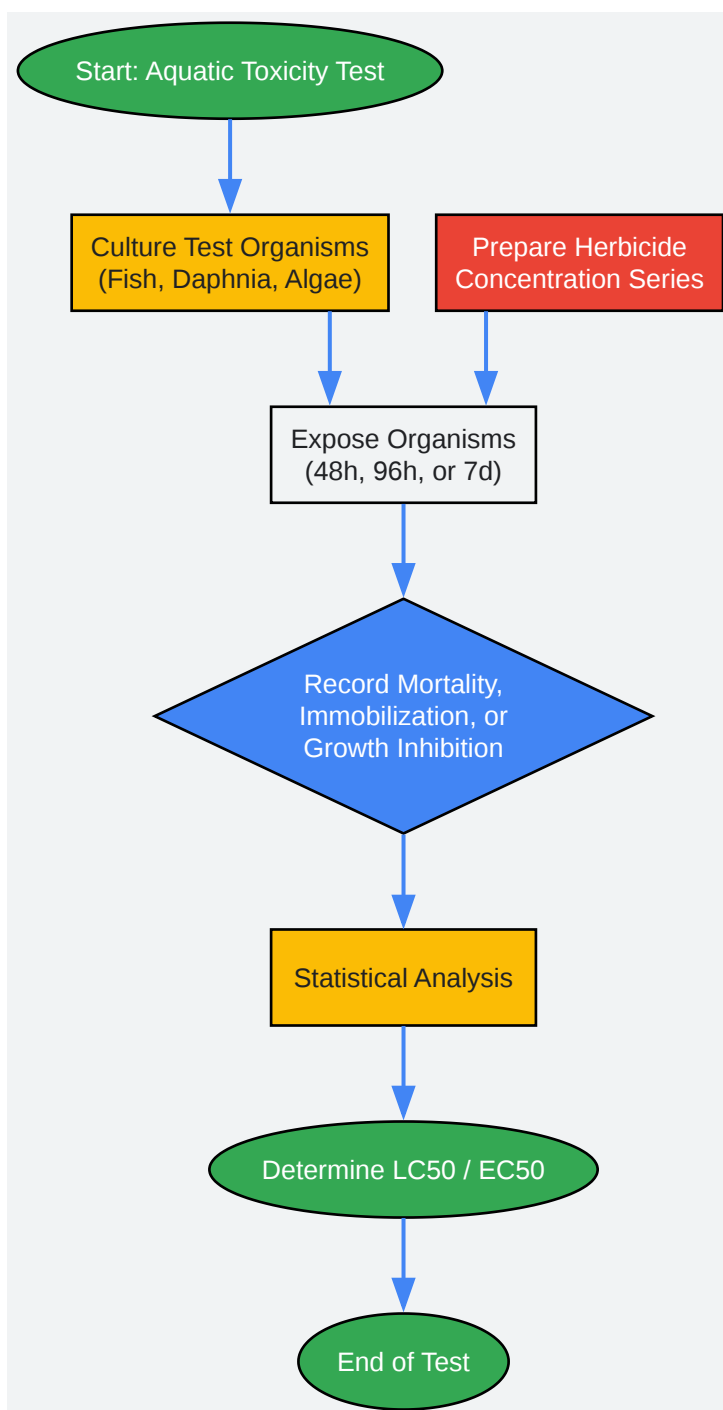 Start: Aquatic Toxicity Test
Culture Test Organisms
(Fish, Daphnia, Algae)
Prepare Herbicide
Concentration Series
Expose Organisms
(48h, 96h, or 7d)
Record Mortality,
Immobilization, or
Growth Inhibition
Statistical Analysis
Determine LC50 / EC50
End of Test